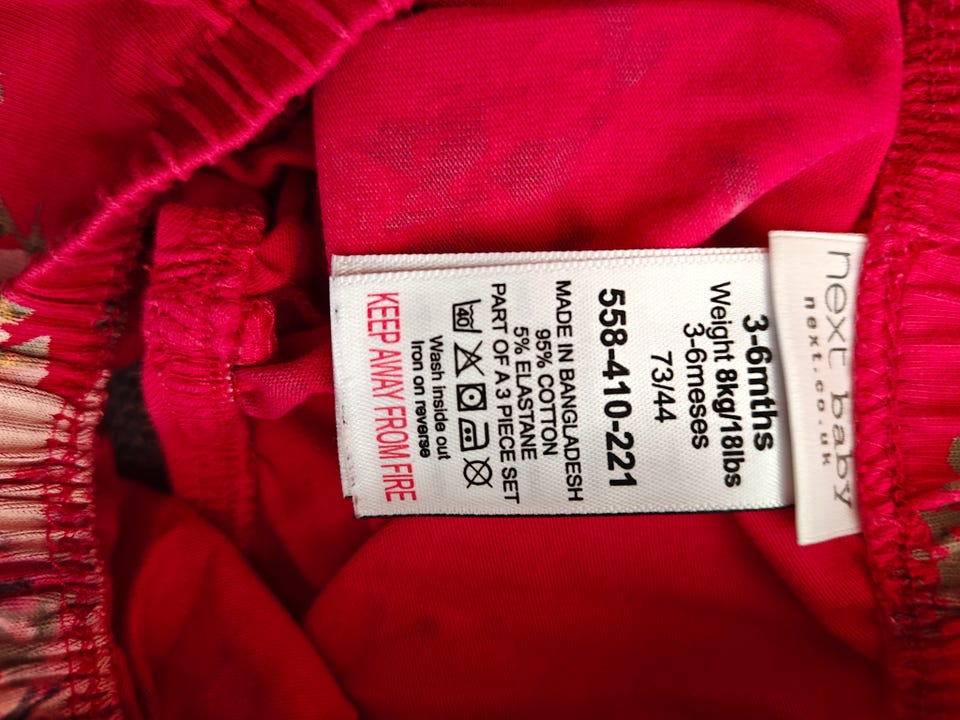 next baby
next.co.uk
3-6mths
Weight 8kg/18lbs
3-6meses
73/44
558-410-221
MADE IN BANGLADESH
95% COTTON
5% ELASTANE
PART OF A 3 PIECE SET
40
Wash inside out
Iron on reverse
KEEP AWAY FROM FIRE